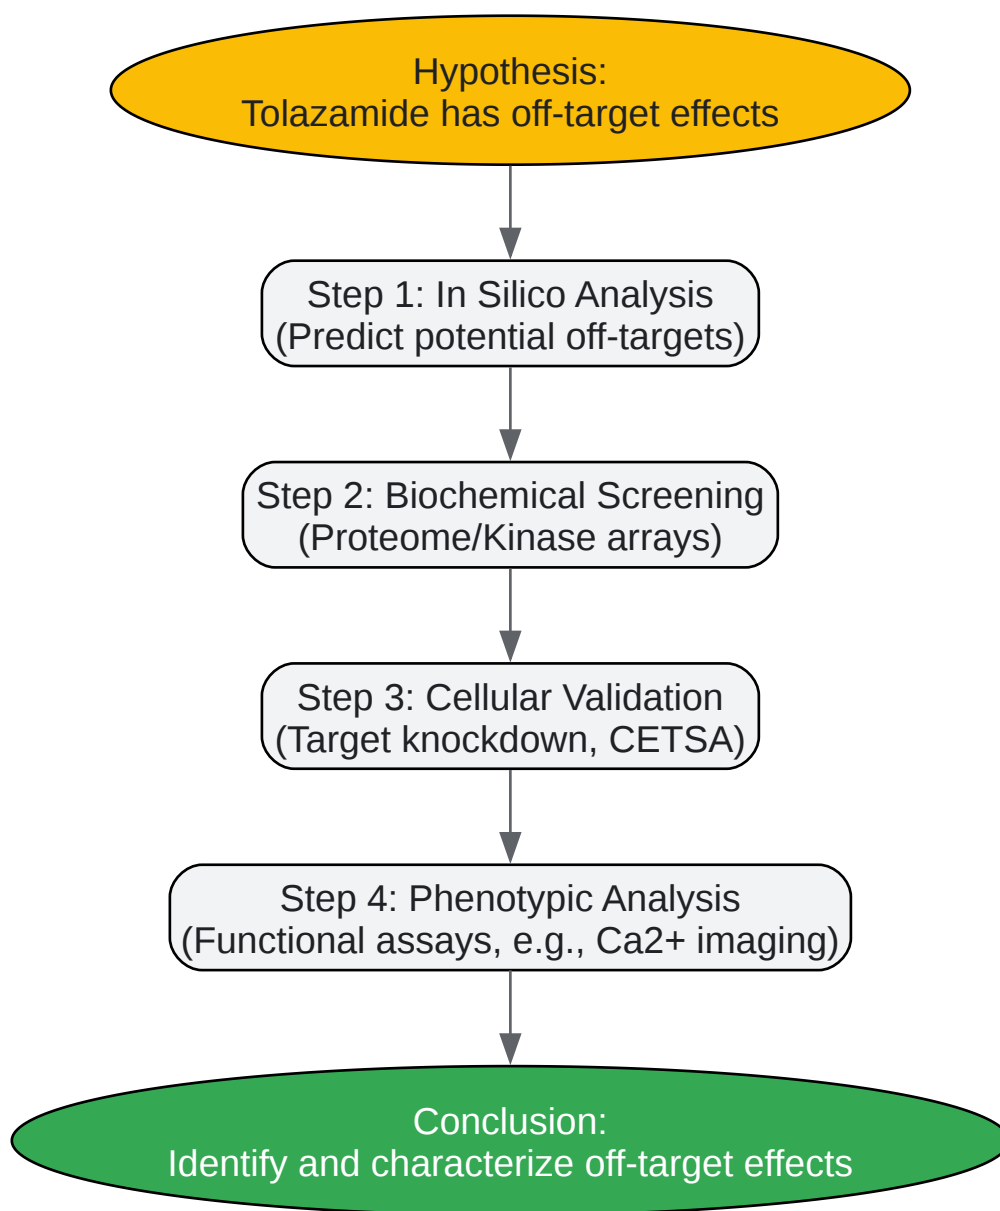 Hypothesis:
Tolazamide has off-target effects
Step 1: In Silico Analysis
(Predict potential off-targets)
Step 2: Biochemical Screening
(Proteome/Kinase arrays)
Step 3: Cellular Validation
(Target knockdown, CETSA)
Step 4: Phenotypic Analysis
(Functional assays, e.g., Ca2+ imaging)
Conclusion:
Identify and characterize off-target effects